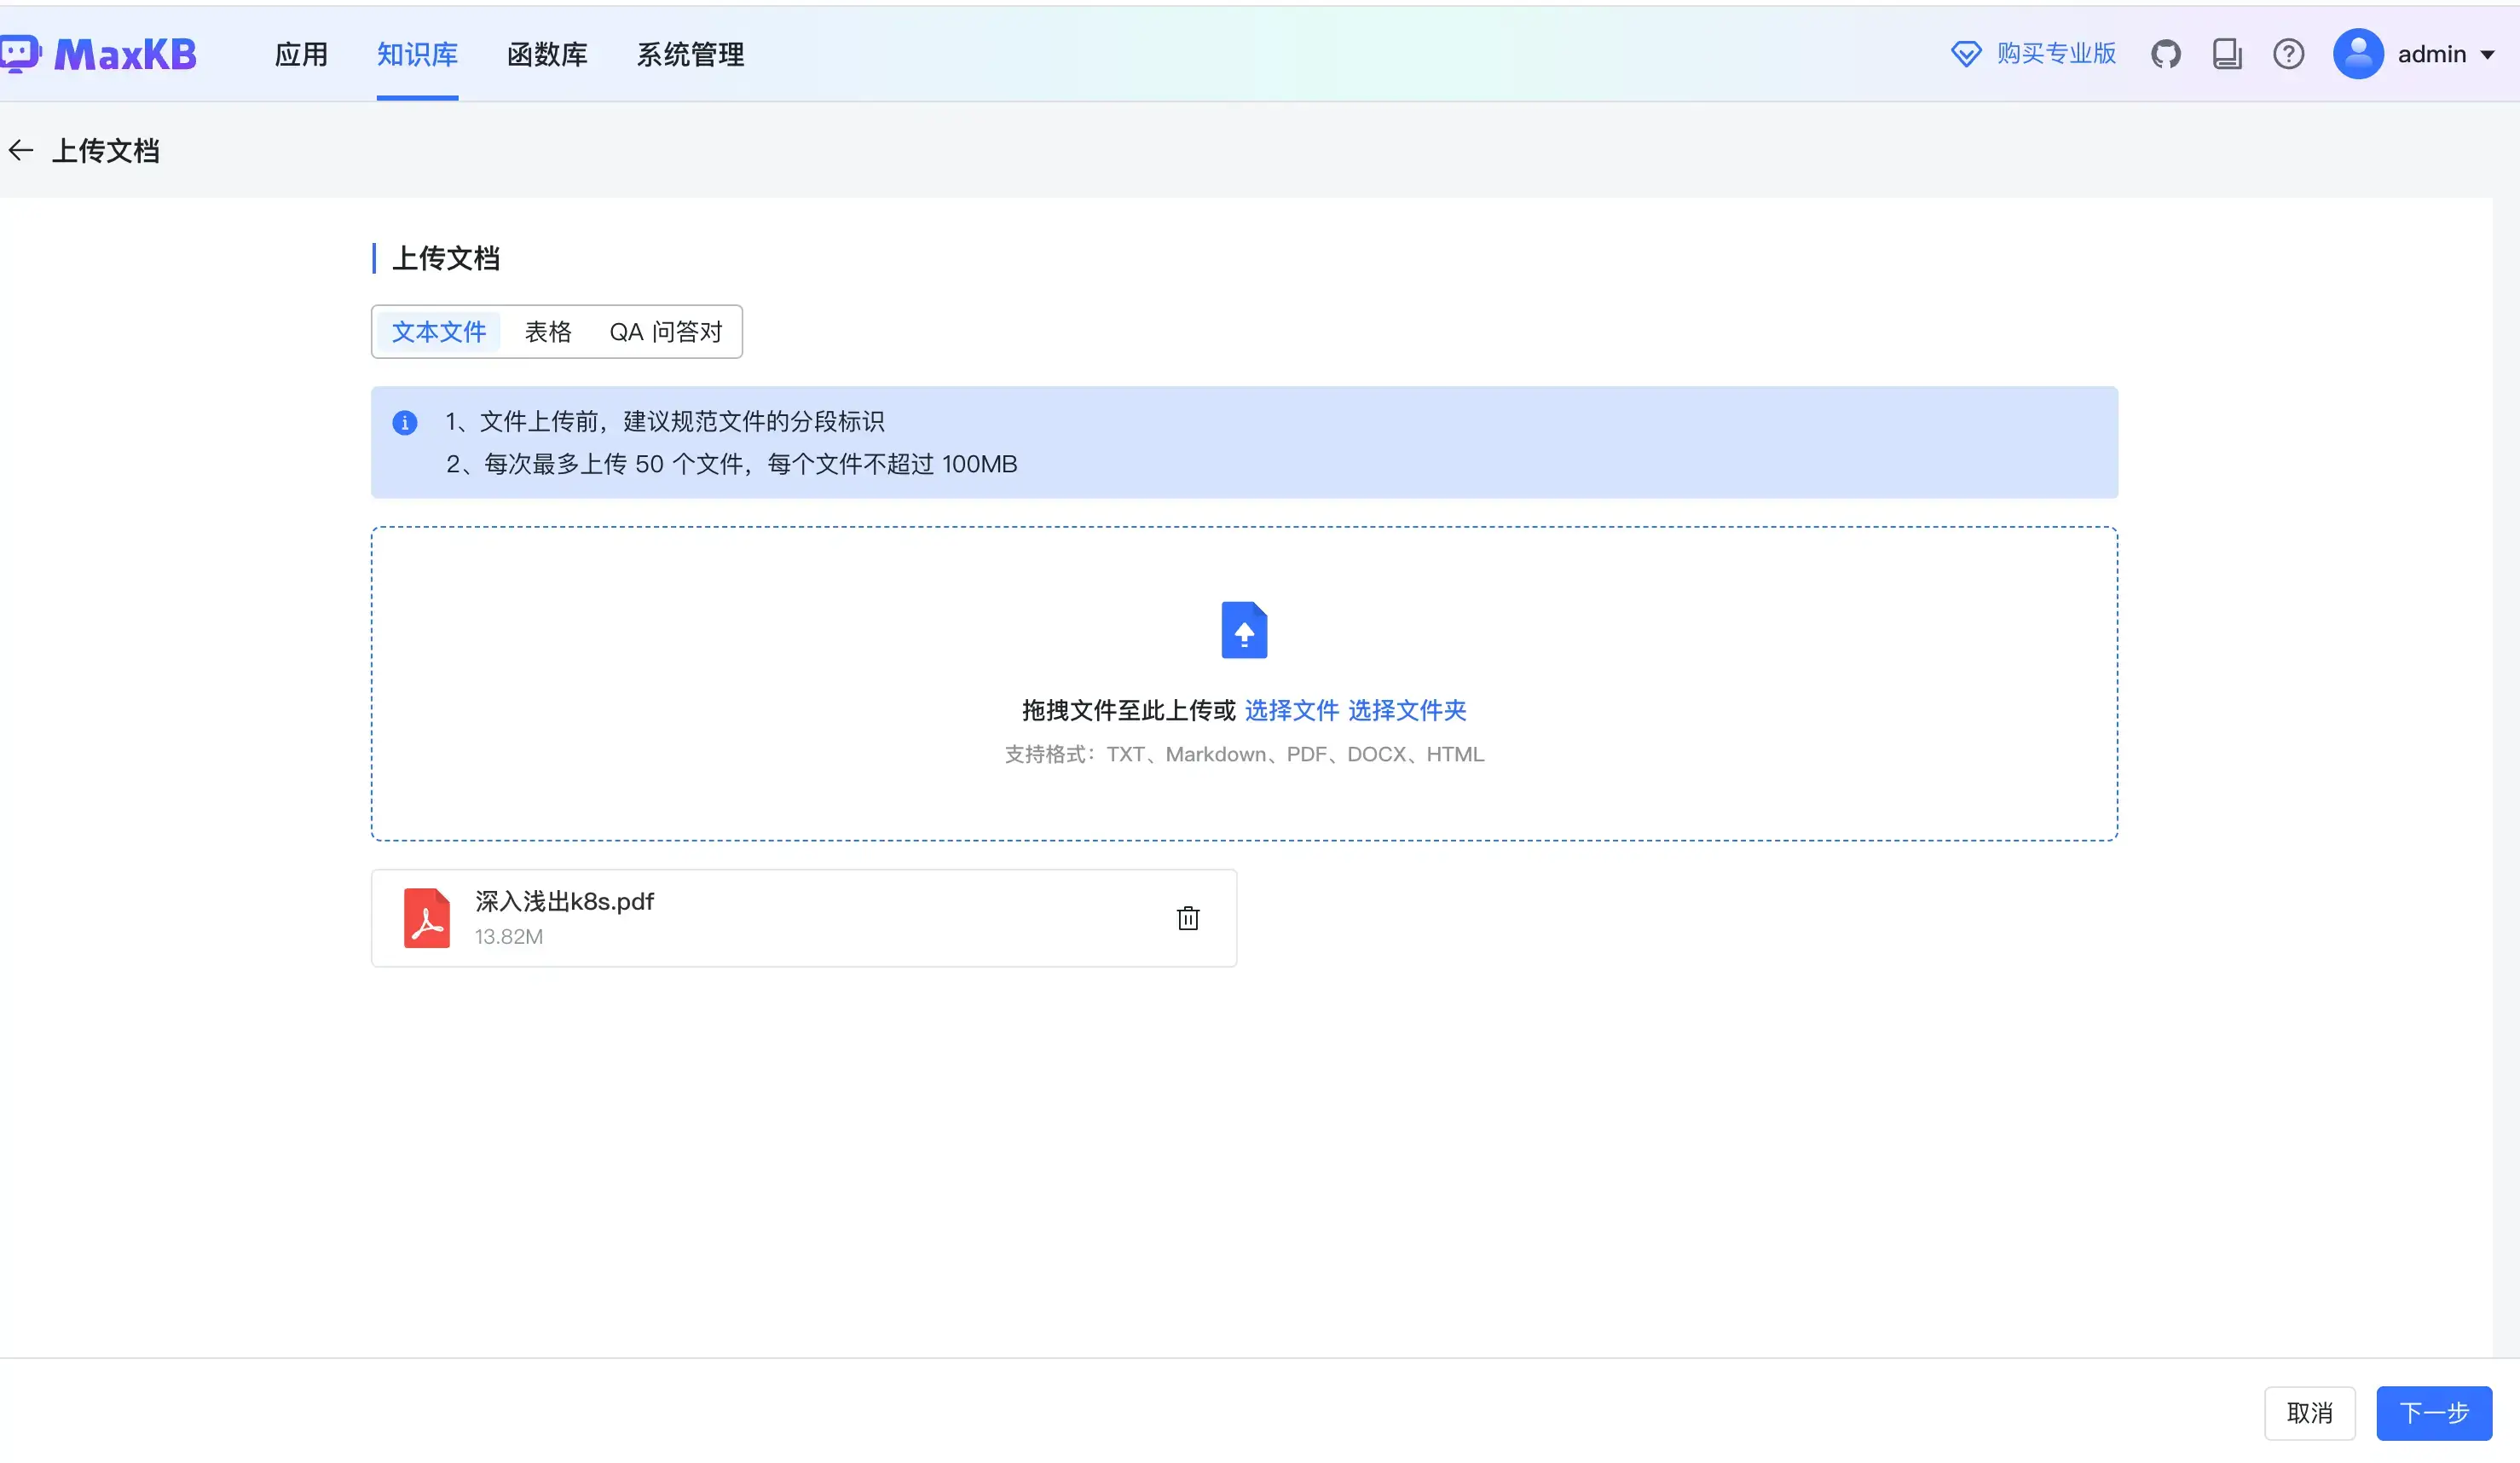 MaxKB 应用 知识库 函数库 系统管理 购买专业版 admin
上传文档
上传文档
文本文件 表格 QA 问答对
1、文件上传前，建议规范文件的分段标识
2、每次最多上传 50 个文件，每个文件不超过 100MB
拖拽文件至此上传或 选择文件 选择文件夹
支持格式：TXT、Markdown、PDF、DOCX、HTML
深入浅出k8s.pdf
13.82M
取消 下一步